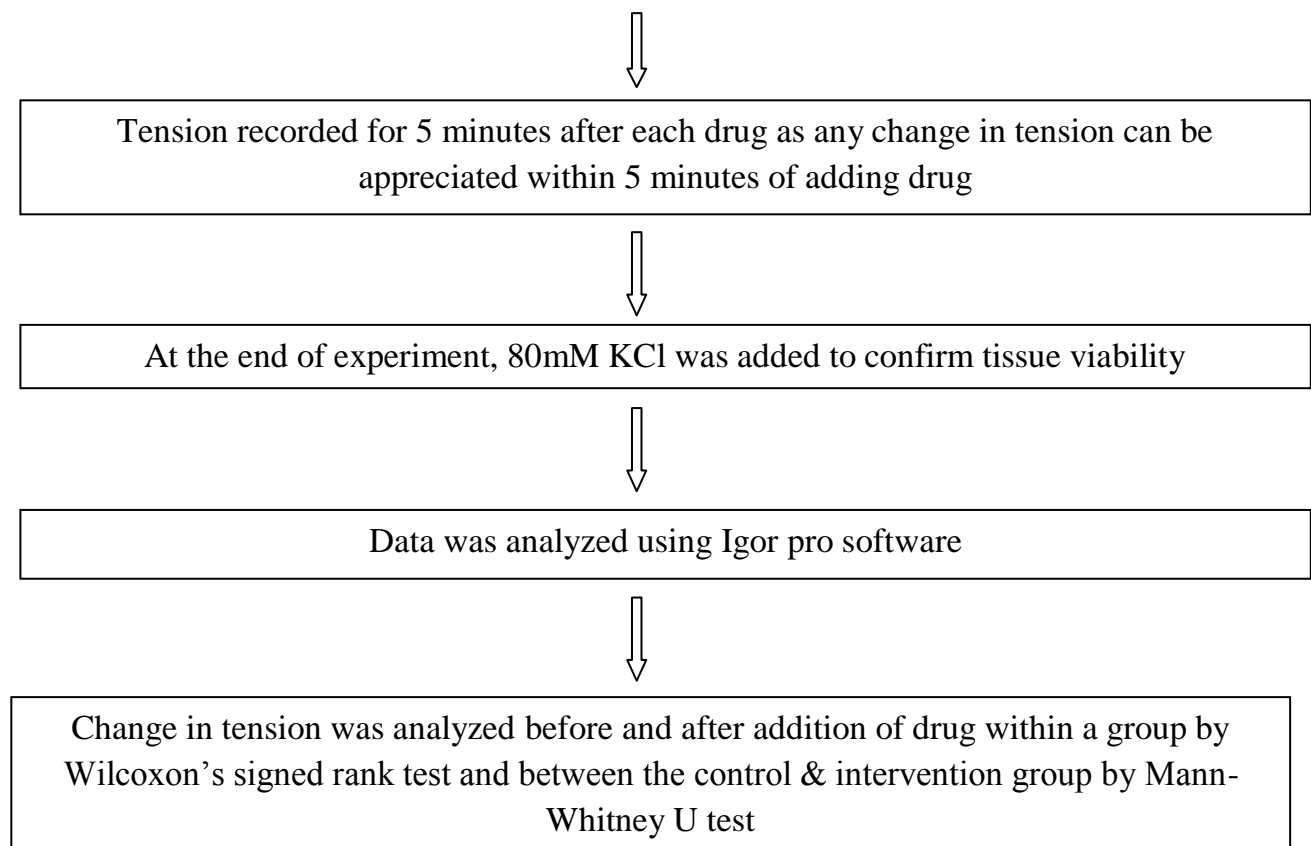 Tension recorded for 5 minutes after each drug as any change in tension can be
appreciated within 5 minutes of adding drug
At the end of experiment, 80mM KCl was added to confirm tissue viability
Data was analyzed using Igor pro software
Change in tension was analyzed before and after addition of drug within a group by
Wilcoxon’s signed rank test and between the control & intervention group by Mann-
Whitney U test